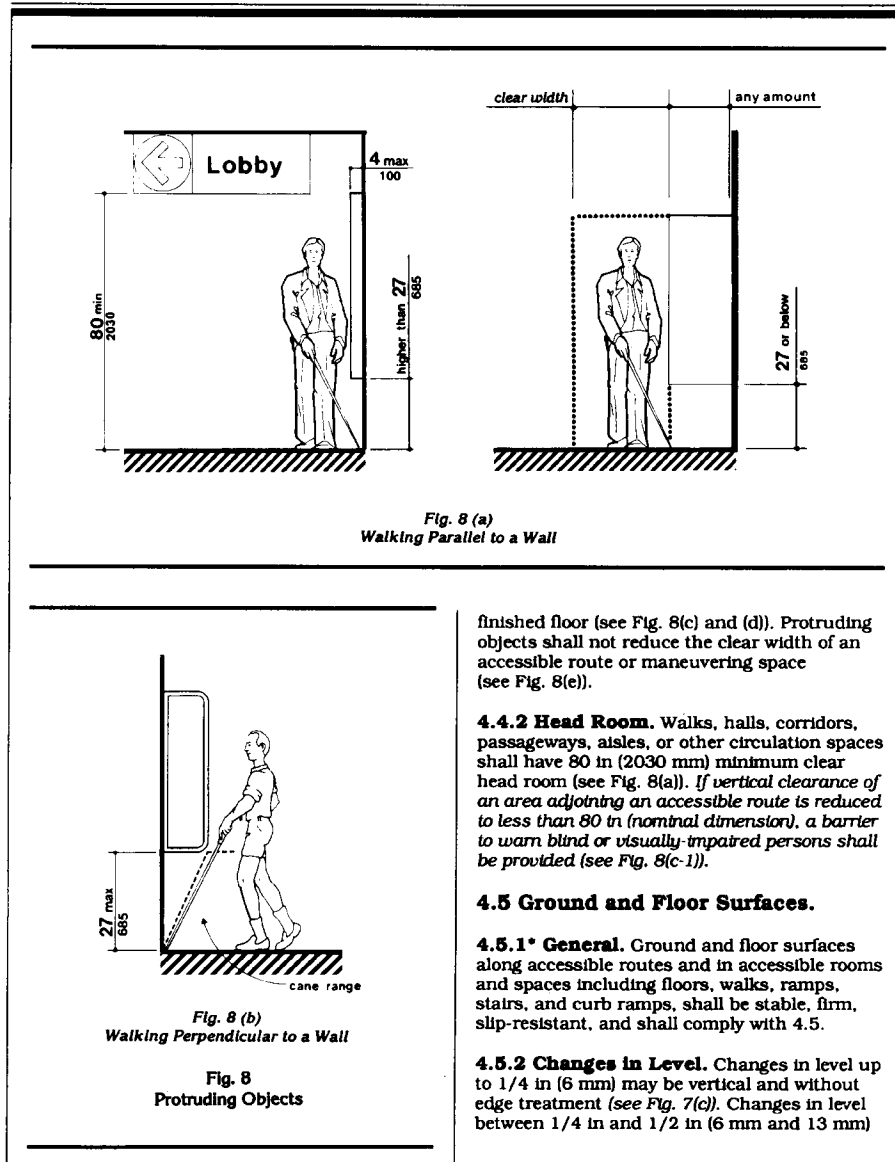 clear width
any amount
Lobby
4 max
100
80 min
2030
higher than 27
685
27 or below
685
Fig. 8 (a)
Walking Parallel to a Wall
27 max
685
cane range
Fig. 8 (b)
Walking Perpendicular to a Wall
Fig. 8
Protruding Objects
finished floor (see Fig. 8(c) and (d)). Protruding
objects shall not reduce the clear width of an
accessible route or maneuvering space
(see Fig. 8(e)).
4.4.2 Head Room. Walks, halls, corridors,
passageways, aisles, or other circulation spaces
shall have 80 in (2030 mm) minimum clear
head room (see Fig. 8(a)). If vertical clearance of
an area adjoining an accessible route is reduced
to less than 80 in (nominal dimension), a barrier
to warn blind or visually-impaired persons shall
be provided (see Fig. 8(c-1)).
4.5 Ground and Floor Surfaces.
4.5.1* General. Ground and floor surfaces
along accessible routes and in accessible rooms
and spaces including floors, walks, ramps,
stairs, and curb ramps, shall be stable, firm,
slip-resistant, and shall comply with 4.5.
4.5.2 Changes in Level. Changes in level up
to 1/4 in (6 mm) may be vertical and without
edge treatment (see Fig. 7(c)). Changes in level
between 1/4 in and 1/2 in (6 mm and 13 mm)